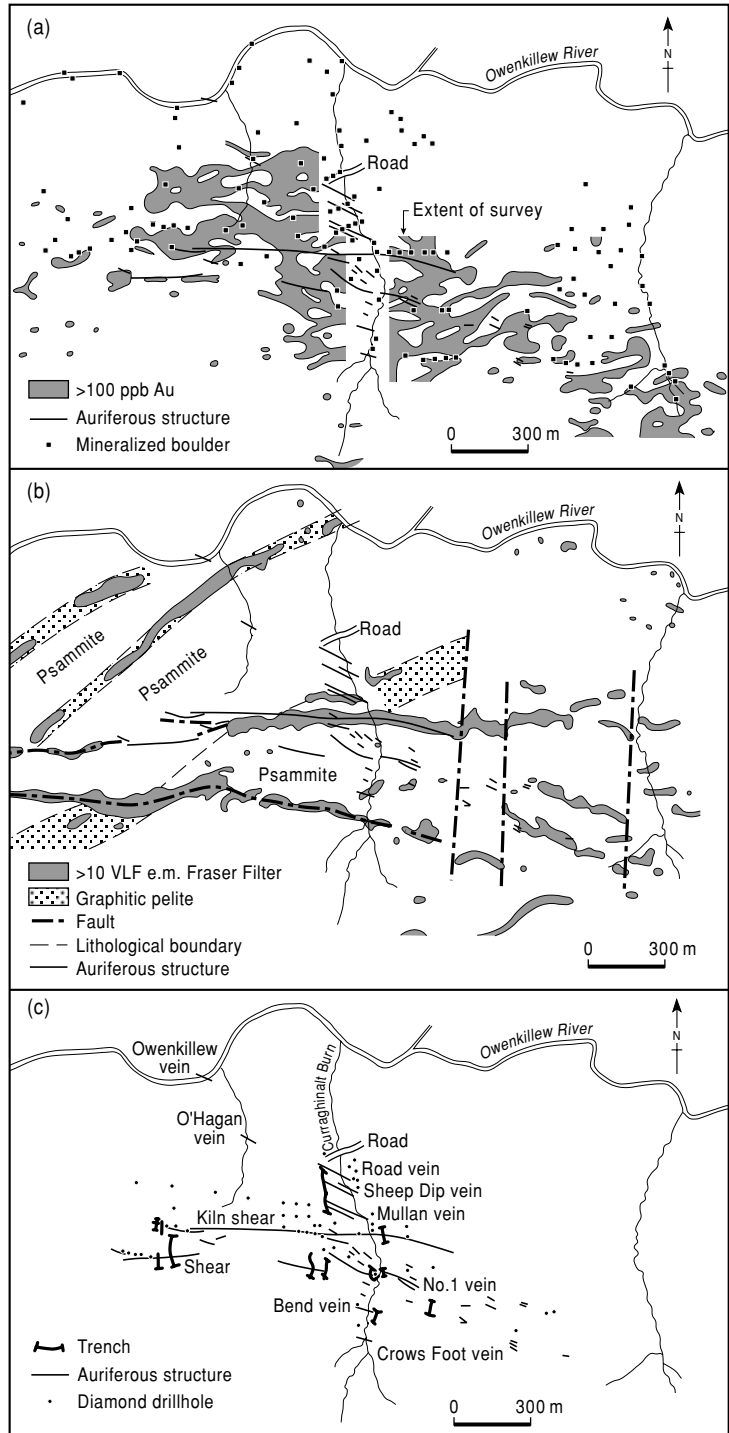 (a)
Owenkillew River
N
Road
Extent of survey
>100 ppb Au
Auriferous structure
Mineralized boulder
0 300 m
(b)
Owenkillew River
N
Psammite
Psammite
Road
Psammite
>10 VLF e.m. Fraser Filter
Graphitic pelite
Fault
Lithological boundary
Auriferous structure
0 300 m
(c)
Owenkillew
vein
Owenkillew River
N
Curraghinalt Burn
O'Hagan
vein
Road
Road vein
Sheep Dip vein
Mullan vein
Kiln shear
Shear
No.1 vein
Bend vein
Crows Foot vein
Trench
Auriferous structure
Diamond drillhole
0 300 m